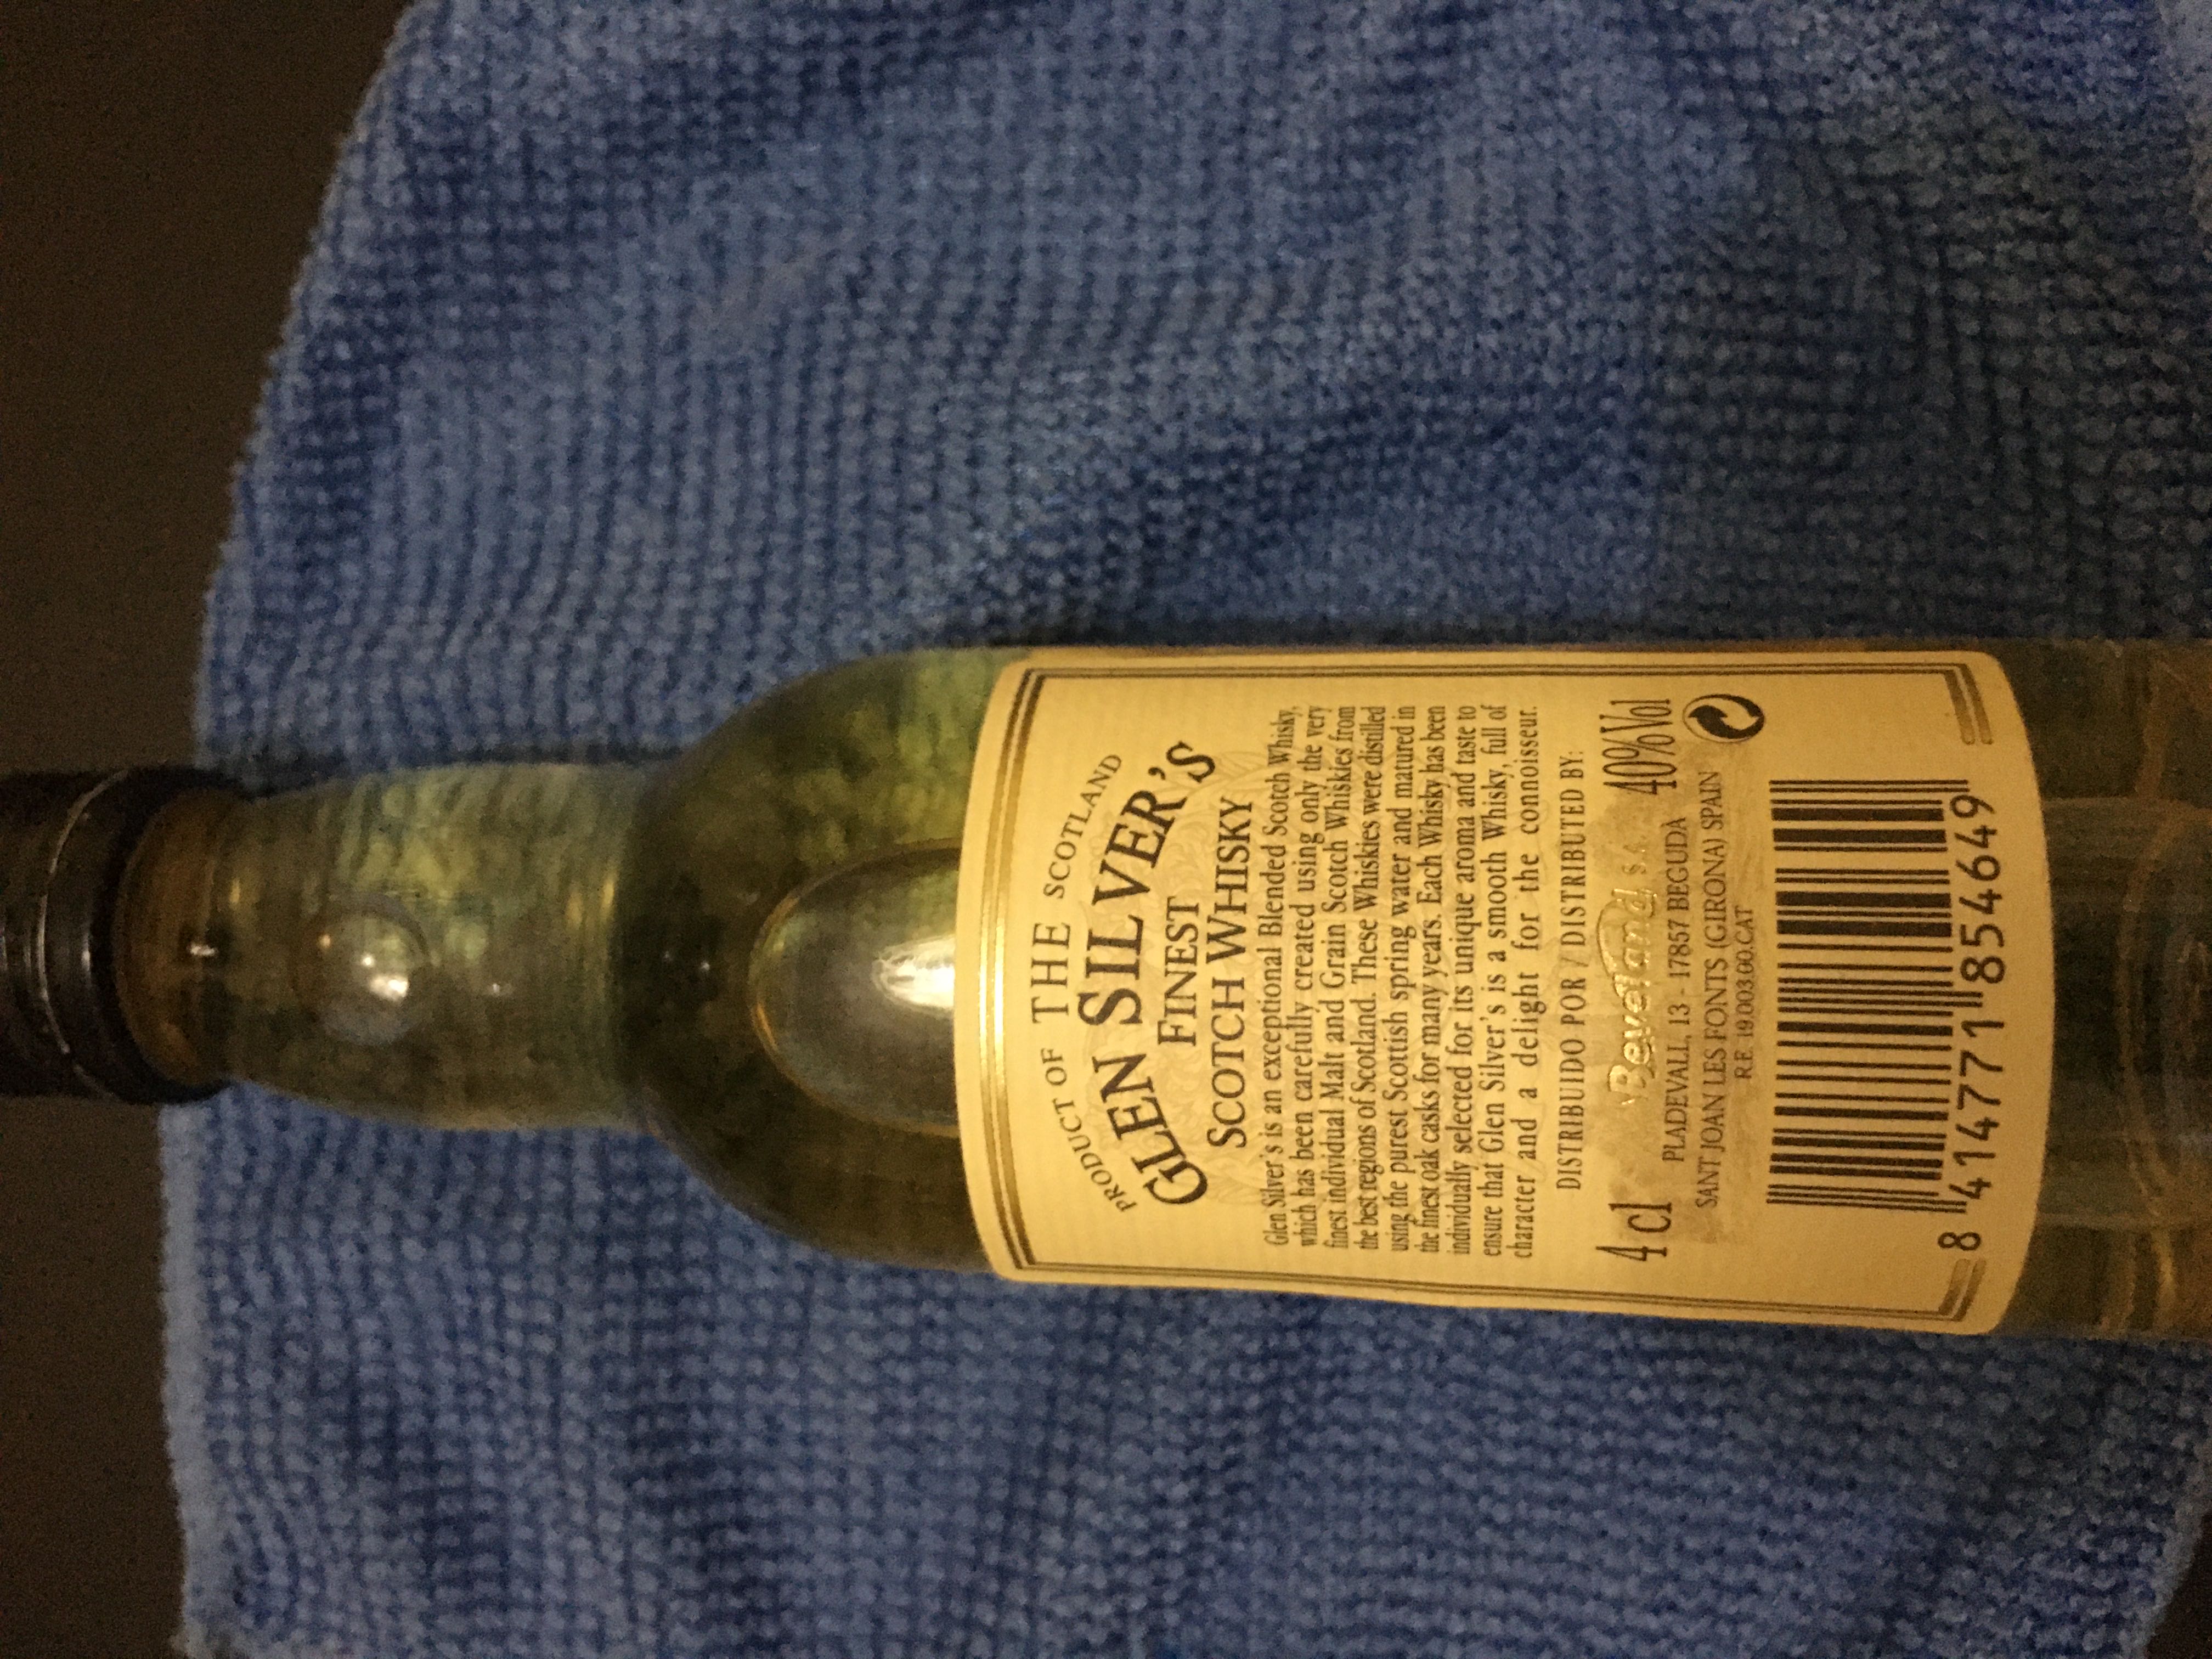 PRODUCT OF THE SCOTLAND
GLEN SILVER'S
FINEST
SCOTCH WHISKY
Glen Silver's is an exceptional Blended Scotch Whisky,
which has been carefully created using only the very
finest individual Malt and Grain Scotch Whiskies from
the best regions of Scotland. These Whiskies were distilled
using the purest Scottish spring water and matured in
the finest oak casks for many years. Each Whisky has been
individually selected for its unique aroma and taste to
ensure that Glen Silver's is a smooth Whisky, full of
character and a delight for the connoisseur.
DISTRIBUIDO POR / DISTRIBUTED BY:
4 cl Beveland S.A. 40%Vol
PLADEVALL, 13 - 17857 BEGUDA
SANT JOAN LES FONTS (GIRONA) SPAIN
R.E. 19.003.00.CAT
8 414771 854649